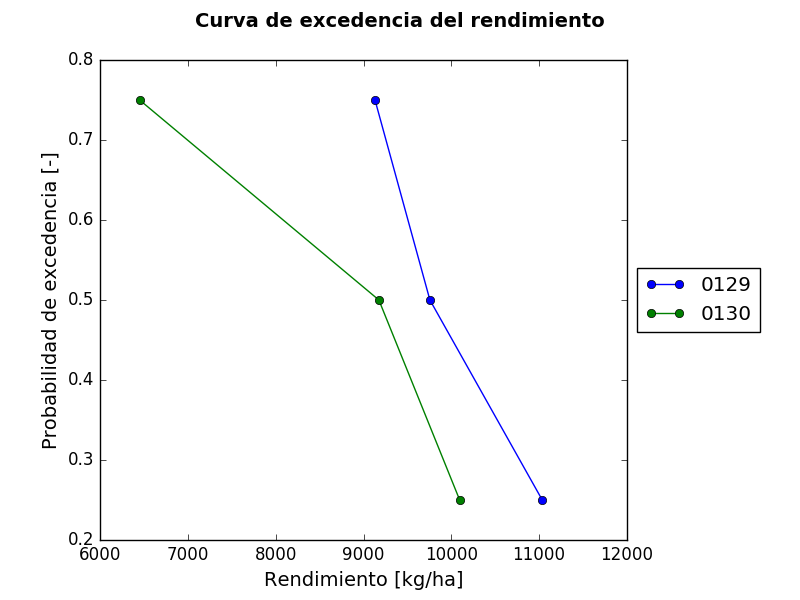 Curva de excedencia del rendimiento
Probabilidad de excedencia [-]
0.8
0.7
0.6
0.5
0.4
0.3
0.2
6000 7000 8000 9000 10000 11000 12000
Rendimiento [kg/ha]
0129
0130